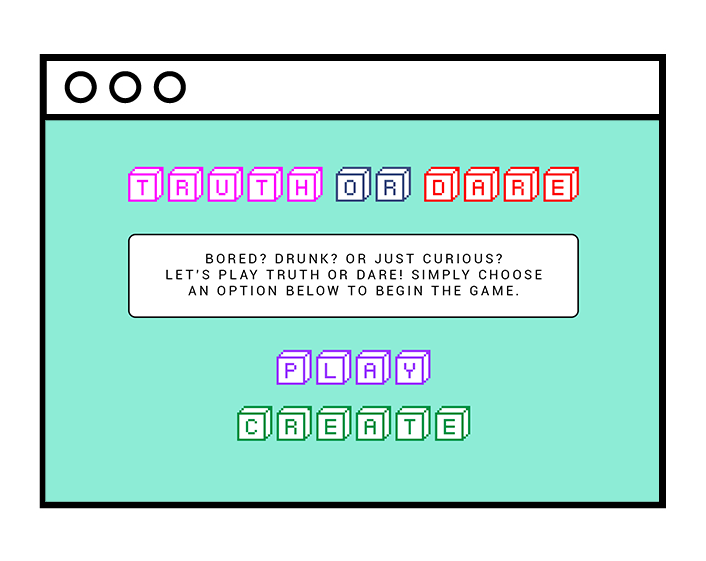 TRUTH OR DARE
BORED? DRUNK? OR JUST CURIOUS?
LET'S PLAY TRUTH OR DARE! SIMPLY CHOOSE
AN OPTION BELOW TO BEGIN THE GAME.
PLAY
CREATE